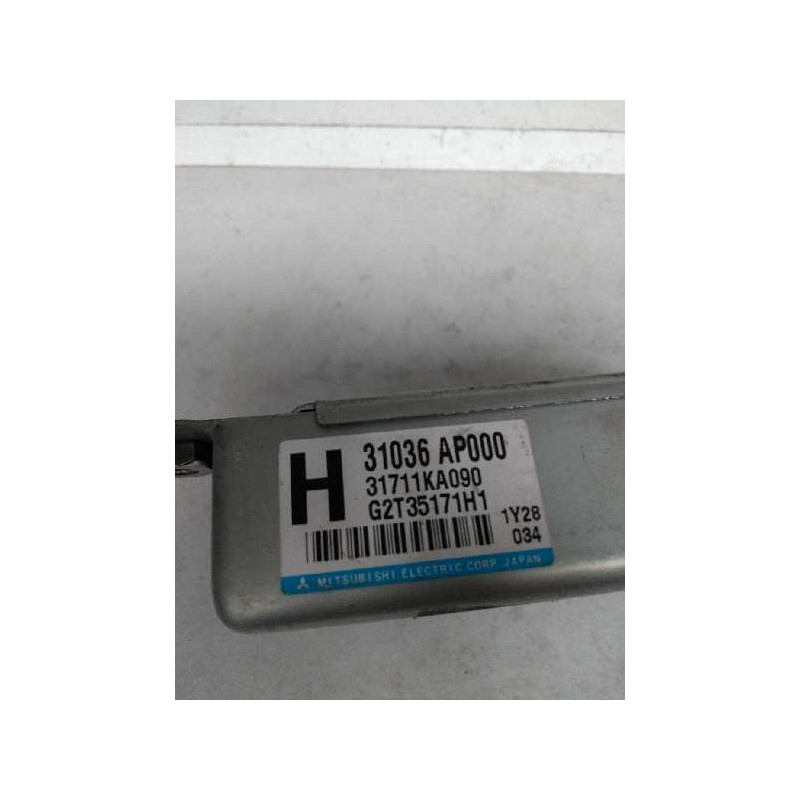 H
31036 AP000
31711KA090
G2T35171H1
1Y28
034
MITSUBISHI ELECTRIC CORP. JAPAN